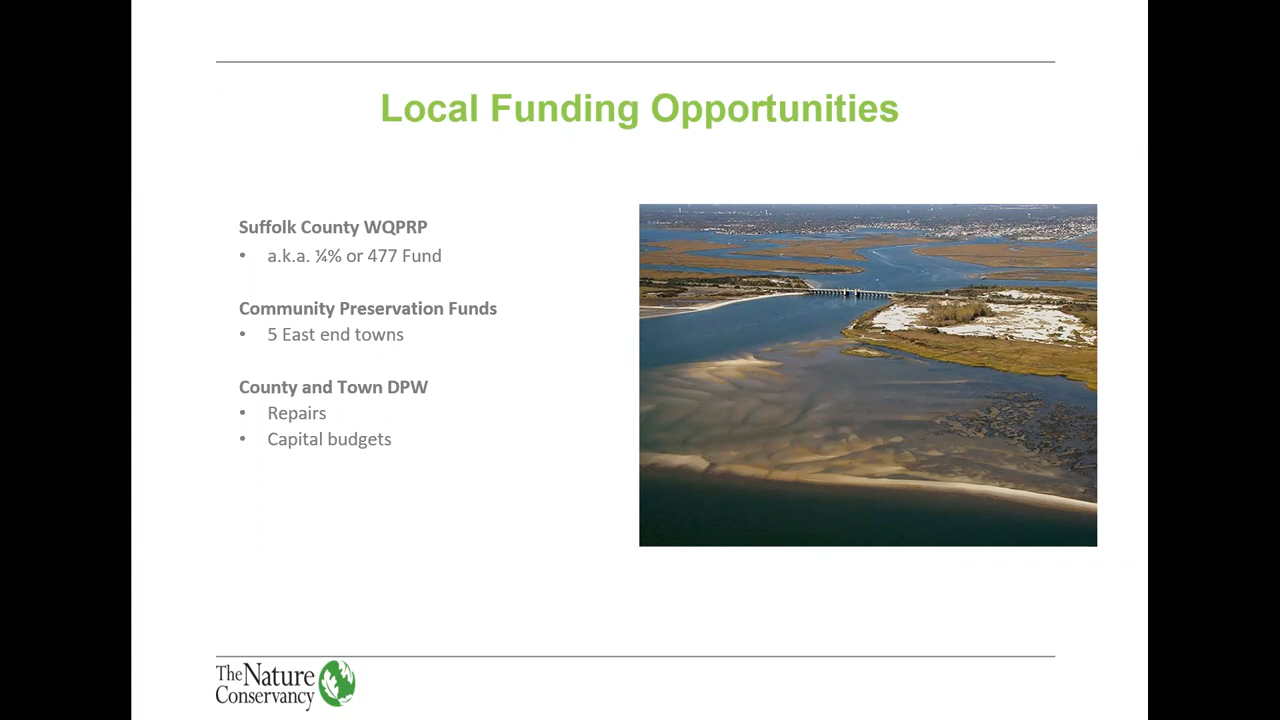 Local Funding Opportunities
Suffolk County WQPRP
• a.k.a. ¼% or 477 Fund
Community Preservation Funds
• 5 East end towns
County and Town DPW
• Repairs
• Capital budgets
The Nature
Conservancy